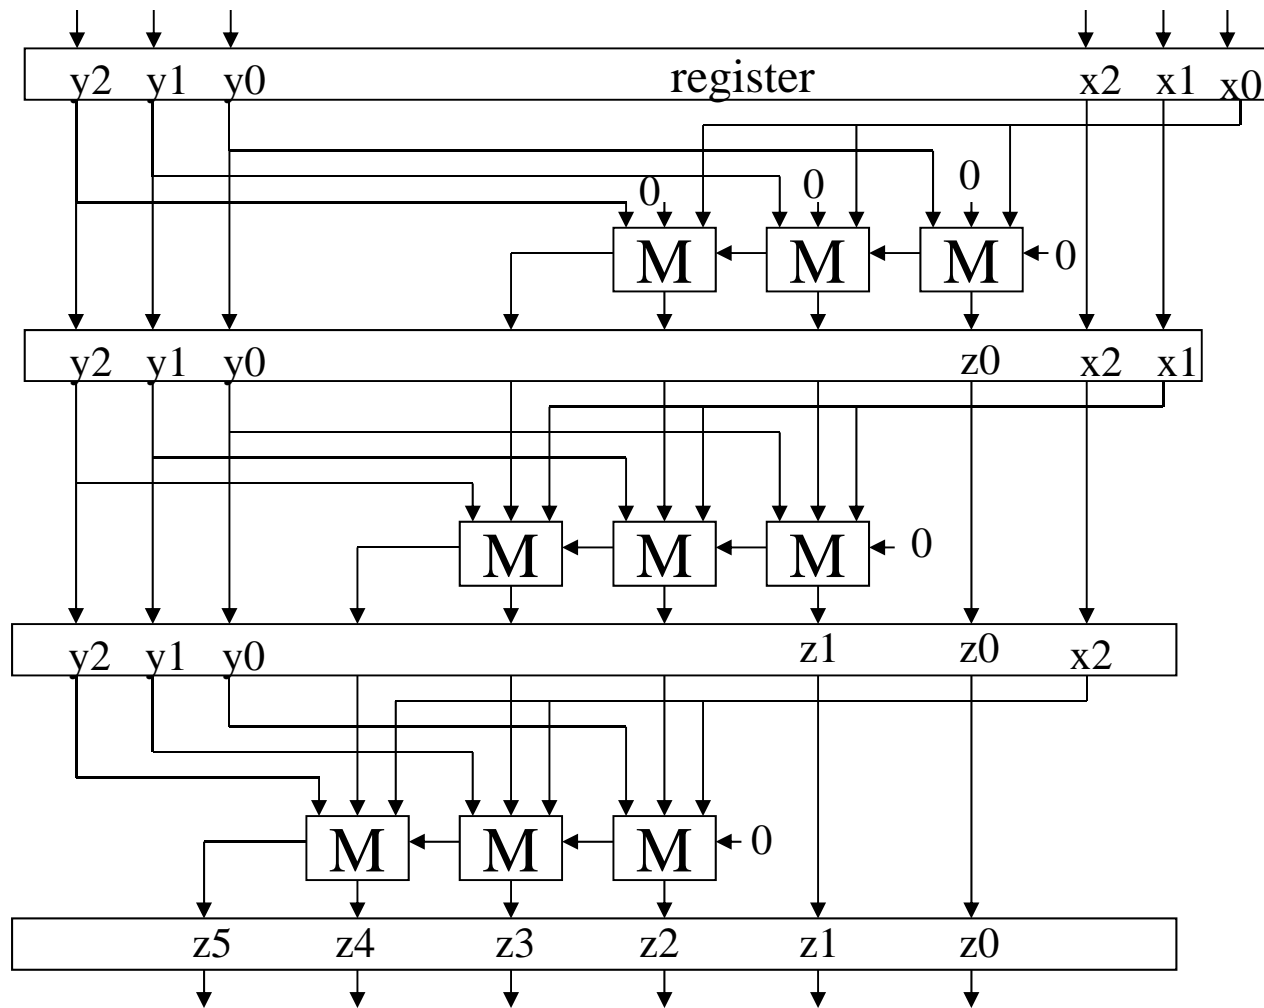 y2 y1 y0 register x2 x1 x0
0 0 0
M M M 0
y2 y1 y0 z0 x2 x1
M M M 0
y2 y1 y0 z1 z0 x2
M M M 0
z5 z4 z3 z2 z1 z0